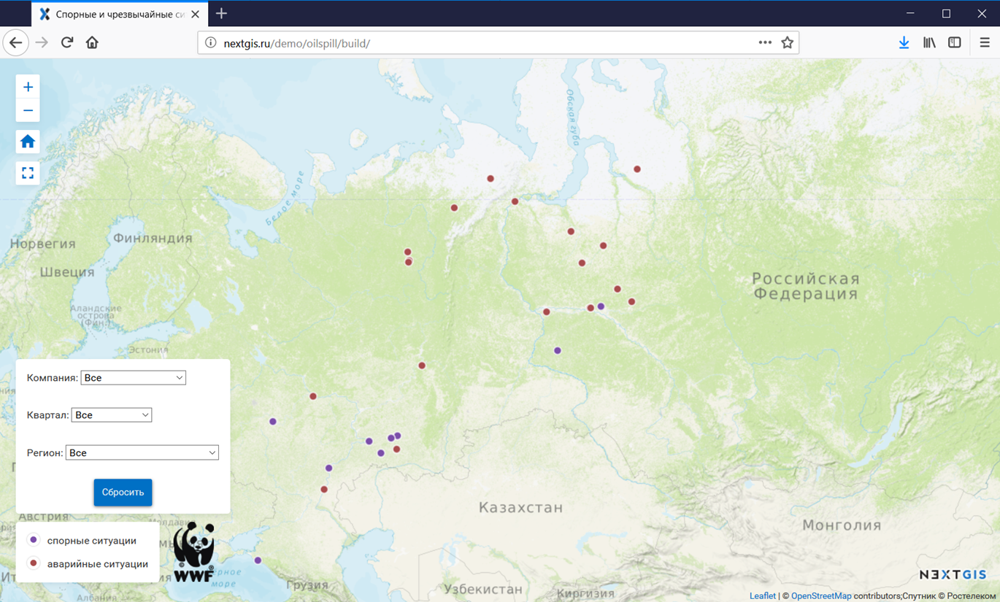 Спорные и чрезвычайные си
nextgis.ru/demo/oilspill/build/
+
−
Обская губа
Белое море
Норвегия
Финляндия
Швеция
Российская
Федерация
Аландские
острова
(Фин.)
Эстония
Компания: Все
Квартал: Все
Регион: Все
Сбросить
Казахстан
Австрия
Молдавка
Монголия
спорные ситуации
аварийные ситуации
WWF
море
Грузия
Узбекистан
Киргизия
Албания
NEXTGIS
Leaflet | © OpenStreetMap contributors;Спутник © Ростелеком